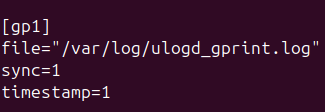 [gp1]
file="/var/log/ulogd_gprint.log"
sync=1
timestamp=1